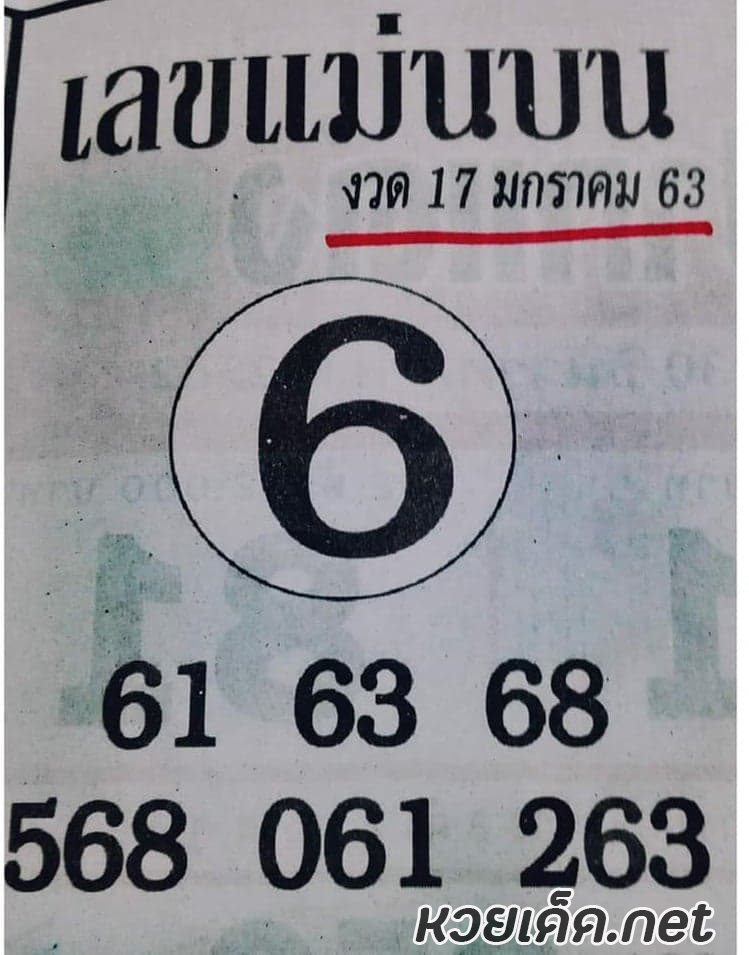 เลขแม่นบน
งวด 17 มกราคม 63
6
61 63 68
568 061 263
หวยเด็ด.net